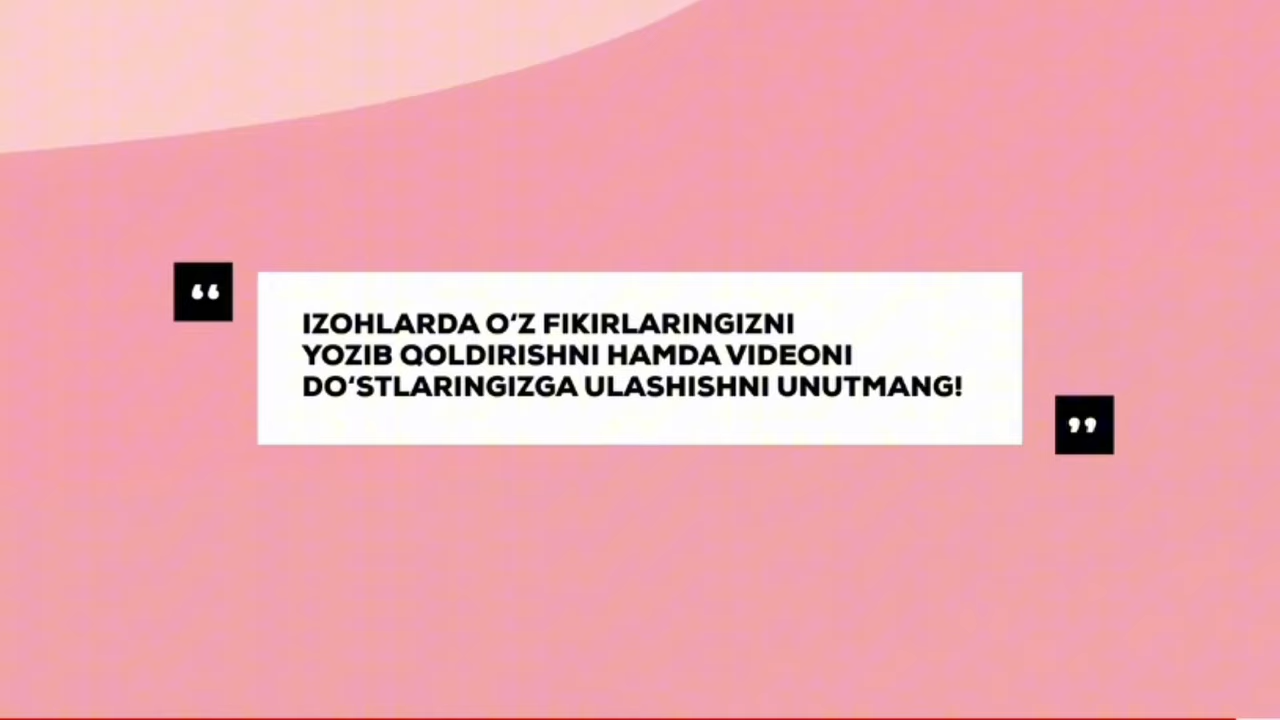 “
IZOHLARDA O‘Z FIKIRLARINGIZNI
YOZIB QOLDIRISHNI HAMDA VIDEONI
DO‘STLARINGIZGA ULASHISHNI UNUTMANG!
”